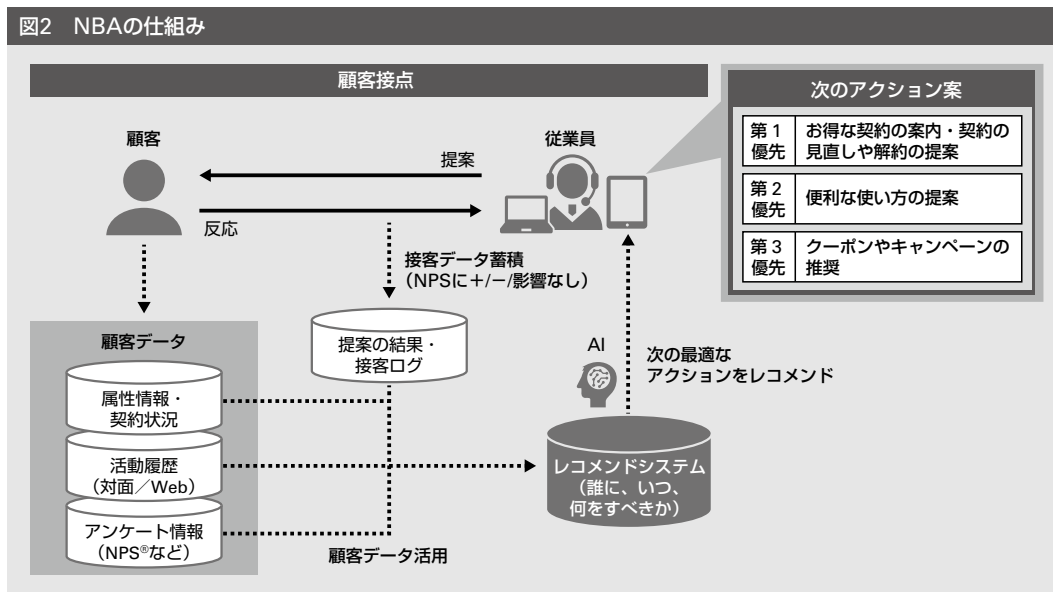 図2　NBAの仕組み
顧客接点
顧客
従業員
提案
反応
次のアクション案
第1
優先
お得な契約の案内・契約の
見直しや解約の提案
第2
優先
便利な使い方の提案
第3
優先
クーポンやキャンペーンの
推奨
接客データ蓄積
（NPSに＋/−/影響なし）
提案の結果・
接客ログ
顧客データ
属性情報・
契約状況
活動履歴
（対面／Web）
アンケート情報
（NPS®など）
顧客データ活用
AI
次の最適な
アクションをレコメンド
レコメンドシステム
（誰に、いつ、
何をすべきか）